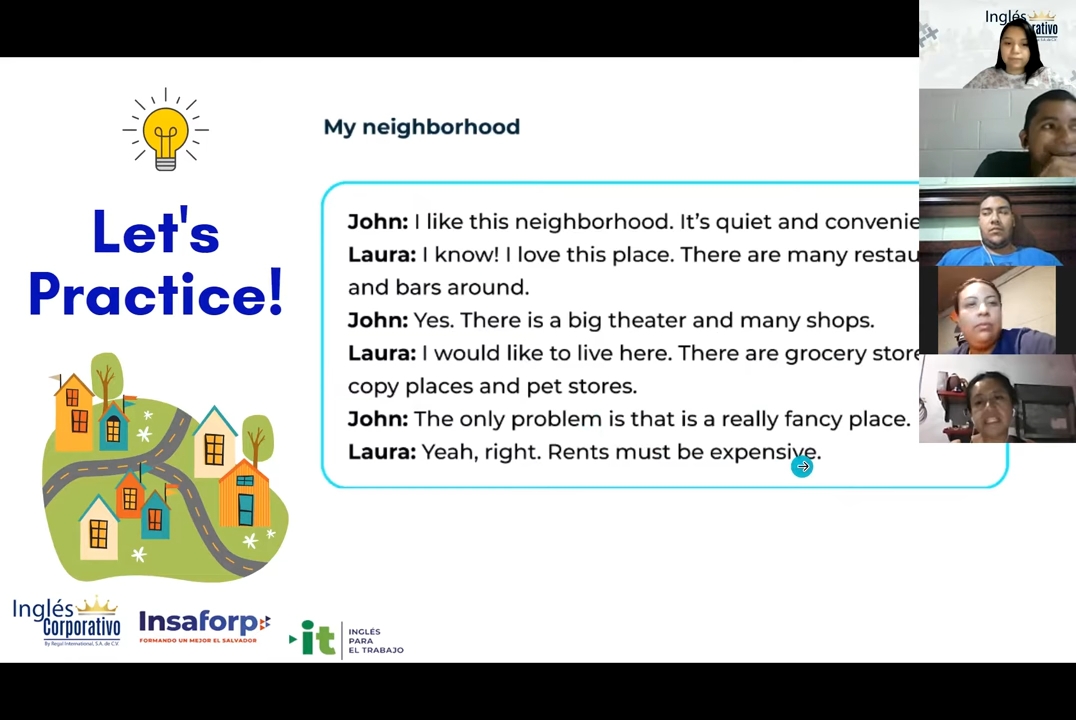 Inglés
My neighborhood
John: I like this neighborhood. It's quiet and
Laura: I know! I love this place. There are many
and bars around.
John: Yes. There is a big theater and many shops.
Laura: I would like to live here. There are grocery
copy places and pet stores.
John: The only problem is that is a really fancy place.
Laura: Yeah, right. Rents must be expensive.
Let's
Practice!
Inglés
Corporativo
By Regal International, S.A. de C.V.
Insaforp
FORMANDO UN MEJOR EL SALVADOR
it
INGLÉS
PARA
EL TRABAJO